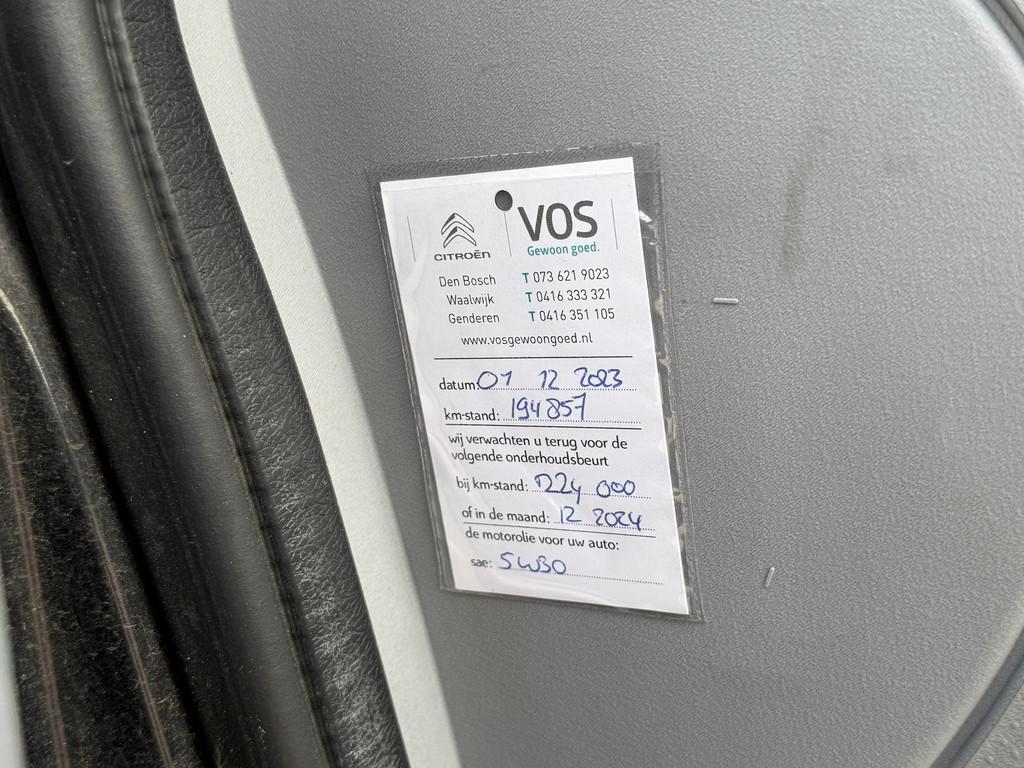 CITROËN
VOS
Gewoon goed.
Den Bosch T 073 621 9023
Waalwijk T 0416 333 321
Genderen T 0416 351 105
www.vosgewoongoed.nl
datum: 01 12 2023
km-stand: 194857
wij verwachten u terug voor de
volgende onderhoudsbeurt
bij km-stand: 224 000
of in de maand: 12 2024
de motorolie voor uw auto:
sae: 5W30